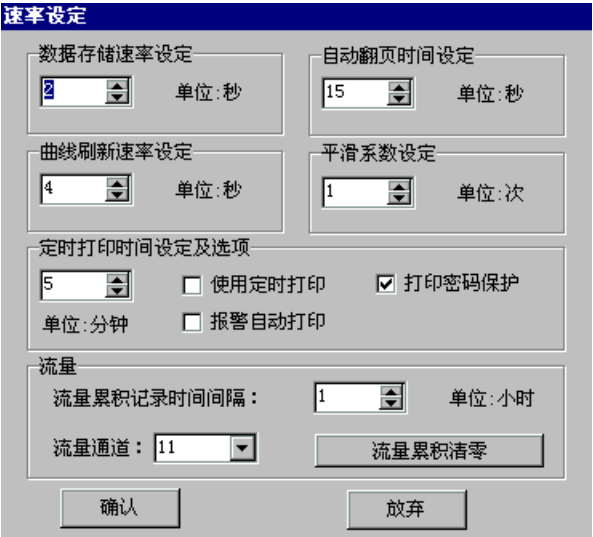 速率设定
数据存储速率设定
2 单位:秒
自动翻页时间设定
15 单位:秒
曲线刷新速率设定
4 单位:秒
平滑系数设定
1 单位:次
定时打印时间设定及选项
5 使用定时打印 打印密码保护
单位:分钟 报警自动打印
流量
流量累积记录时间间隔： 1 单位:小时
流量通道： 11 流量累积清零
确认 放弃